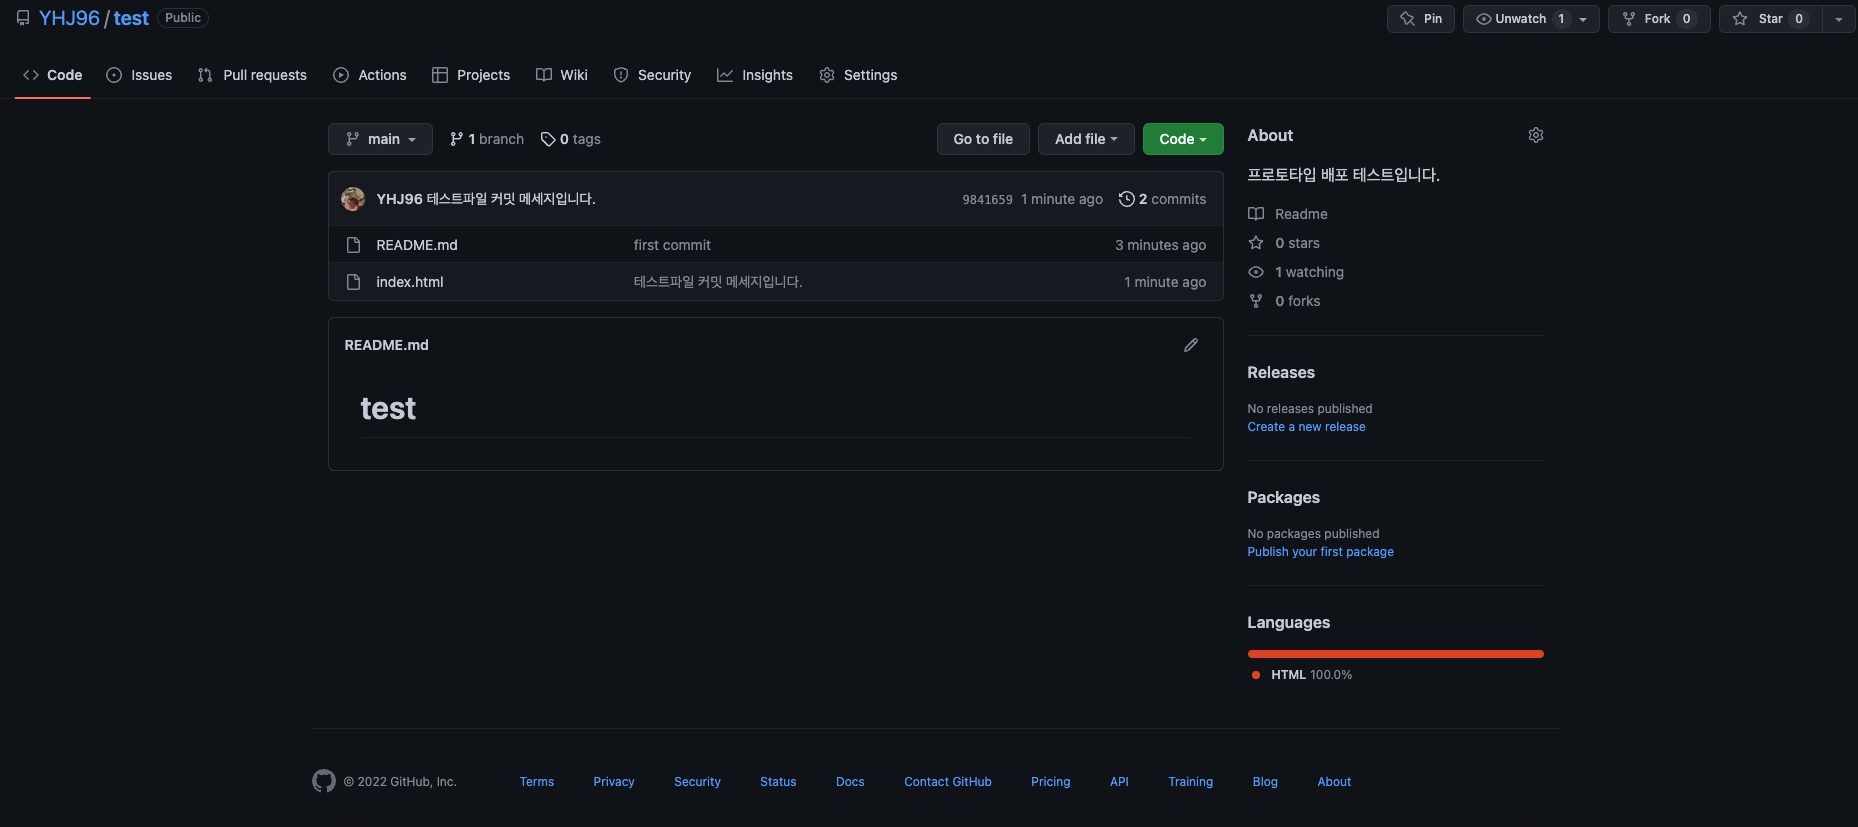 YHJ96 / test Public
Pin Unwatch 1 Fork 0 Star 0
Code Issues Pull requests Actions Projects Wiki Security Insights Settings
main 1 branch 0 tags Go to file Add file Code
YHJ96 테스트파일 커밋 메세지입니다. 9841659 1 minute ago 2 commits
README.md first commit 3 minutes ago
index.html 테스트파일 커밋 메세지입니다. 1 minute ago
README.md
test
About
프로토타입 배포 테스트입니다.
Readme
0 stars
1 watching
0 forks
Releases
No releases published
Create a new release
Packages
No packages published
Publish your first package
Languages
HTML 100.0%
© 2022 GitHub, Inc. Terms Privacy Security Status Docs Contact GitHub Pricing API Training Blog About